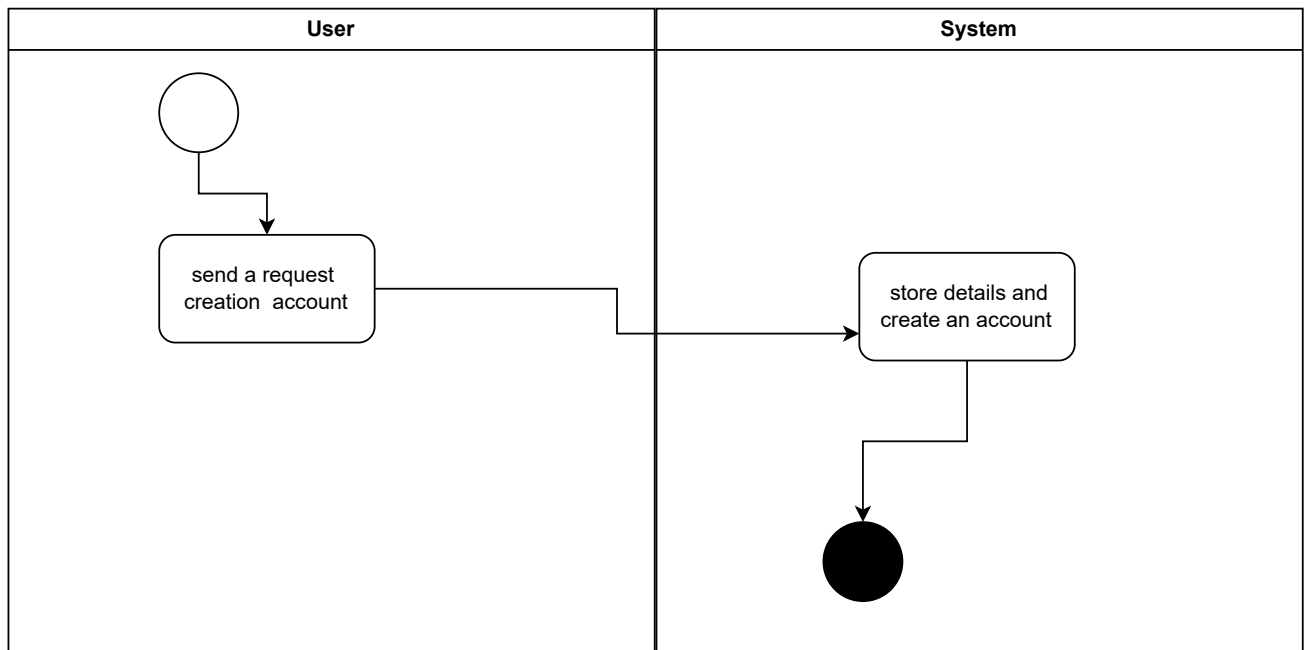 User
System
send a request
creation  account
store details and
create an account